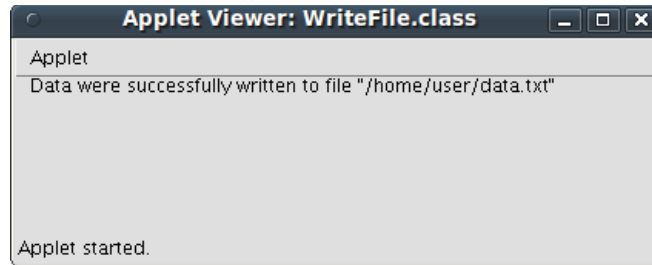 Applet Viewer: WriteFile.class
Applet
Data were successfully written to file "/home/user/data.txt"
Applet started.